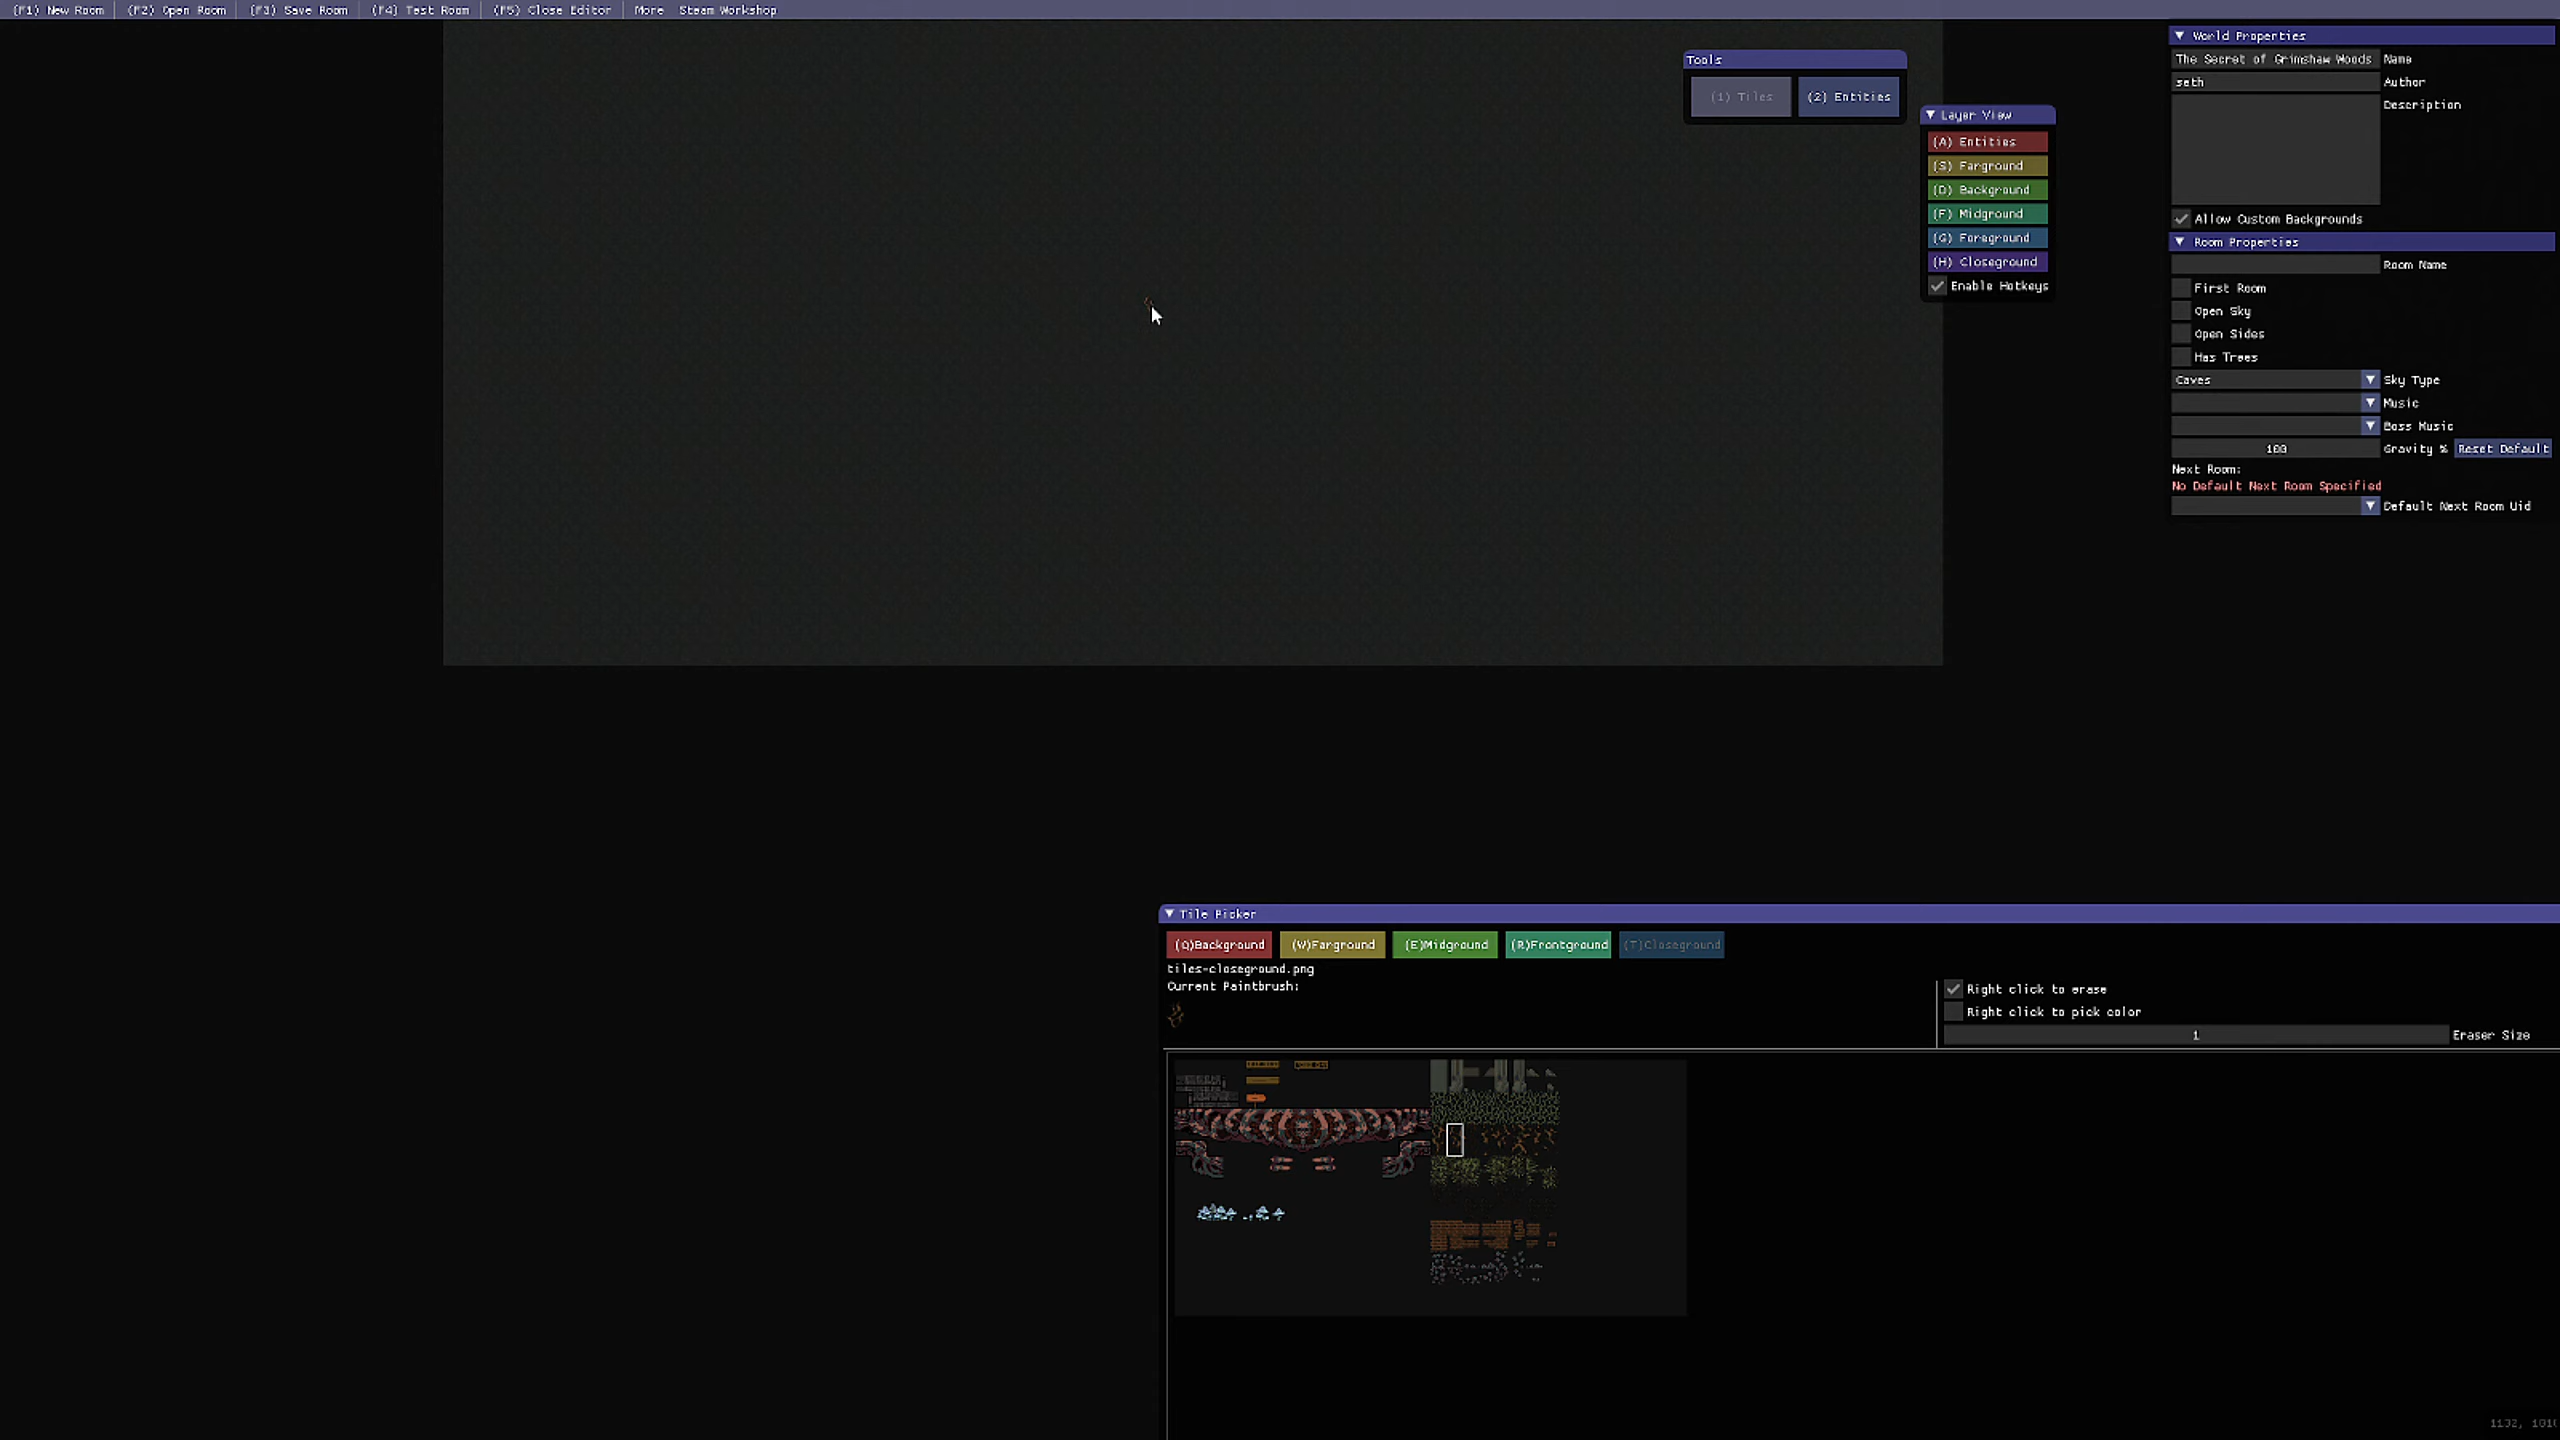 (F1) New Room (F2) Open Room (F3) Save Room (F4) Test Room (F5) Close Editor More Steam Workshop
Tools
(1) Tiles (2) Entities
Layer View
(A) Entities
(S) Farground
(D) Background
(F) Midground
(G) Foreground
(H) Closeground
Enable Hotkeys
World Properties
The Secret of Grimshaw Woods Name
seth Author
Description
Allow Custom Backgrounds
Room Properties
Room Name
First Room
Open Sky
Open Sides
Has Trees
Caves Sky Type
Music
Boss Music
100 Gravity % Reset Default
Next Room:
No Default Next Room Specified
Default Next Room Uid
Tile Picker
(Q)Background (W)Farground (E)Midground (R)Frontground (T)Closeground
tiles-closeground.png
Current Paintbrush:
Right click to erase
Right click to pick color
1 Eraser Size